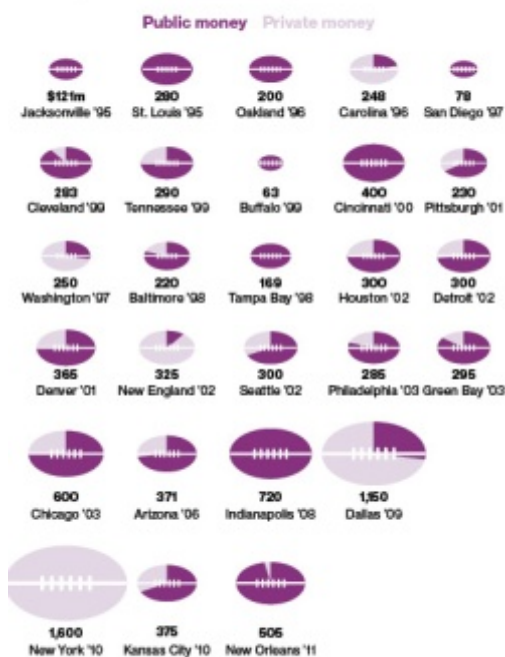 Public money Private money
$121m 280 200 248 78
Jacksonville '95 St. Louis '95 Oakland '96 Carolina '96 San Diego '97
283 290 63 400 230
Cleveland '99 Tennessee '99 Buffalo '99 Cincinnati '00 Pittsburgh '01
250 220 169 300 300
Washington '97 Baltimore '98 Tampa Bay '98 Houston '02 Detroit '02
365 325 300 285 295
Denver '01 New England '02 Seattle '02 Philadelphia '03 Green Bay '03
600 371 720 1,150
Chicago '03 Arizona '06 Indianapolis '08 Dallas '09
1,600 375 505
New York '10 Kansas City '10 New Orleans '11